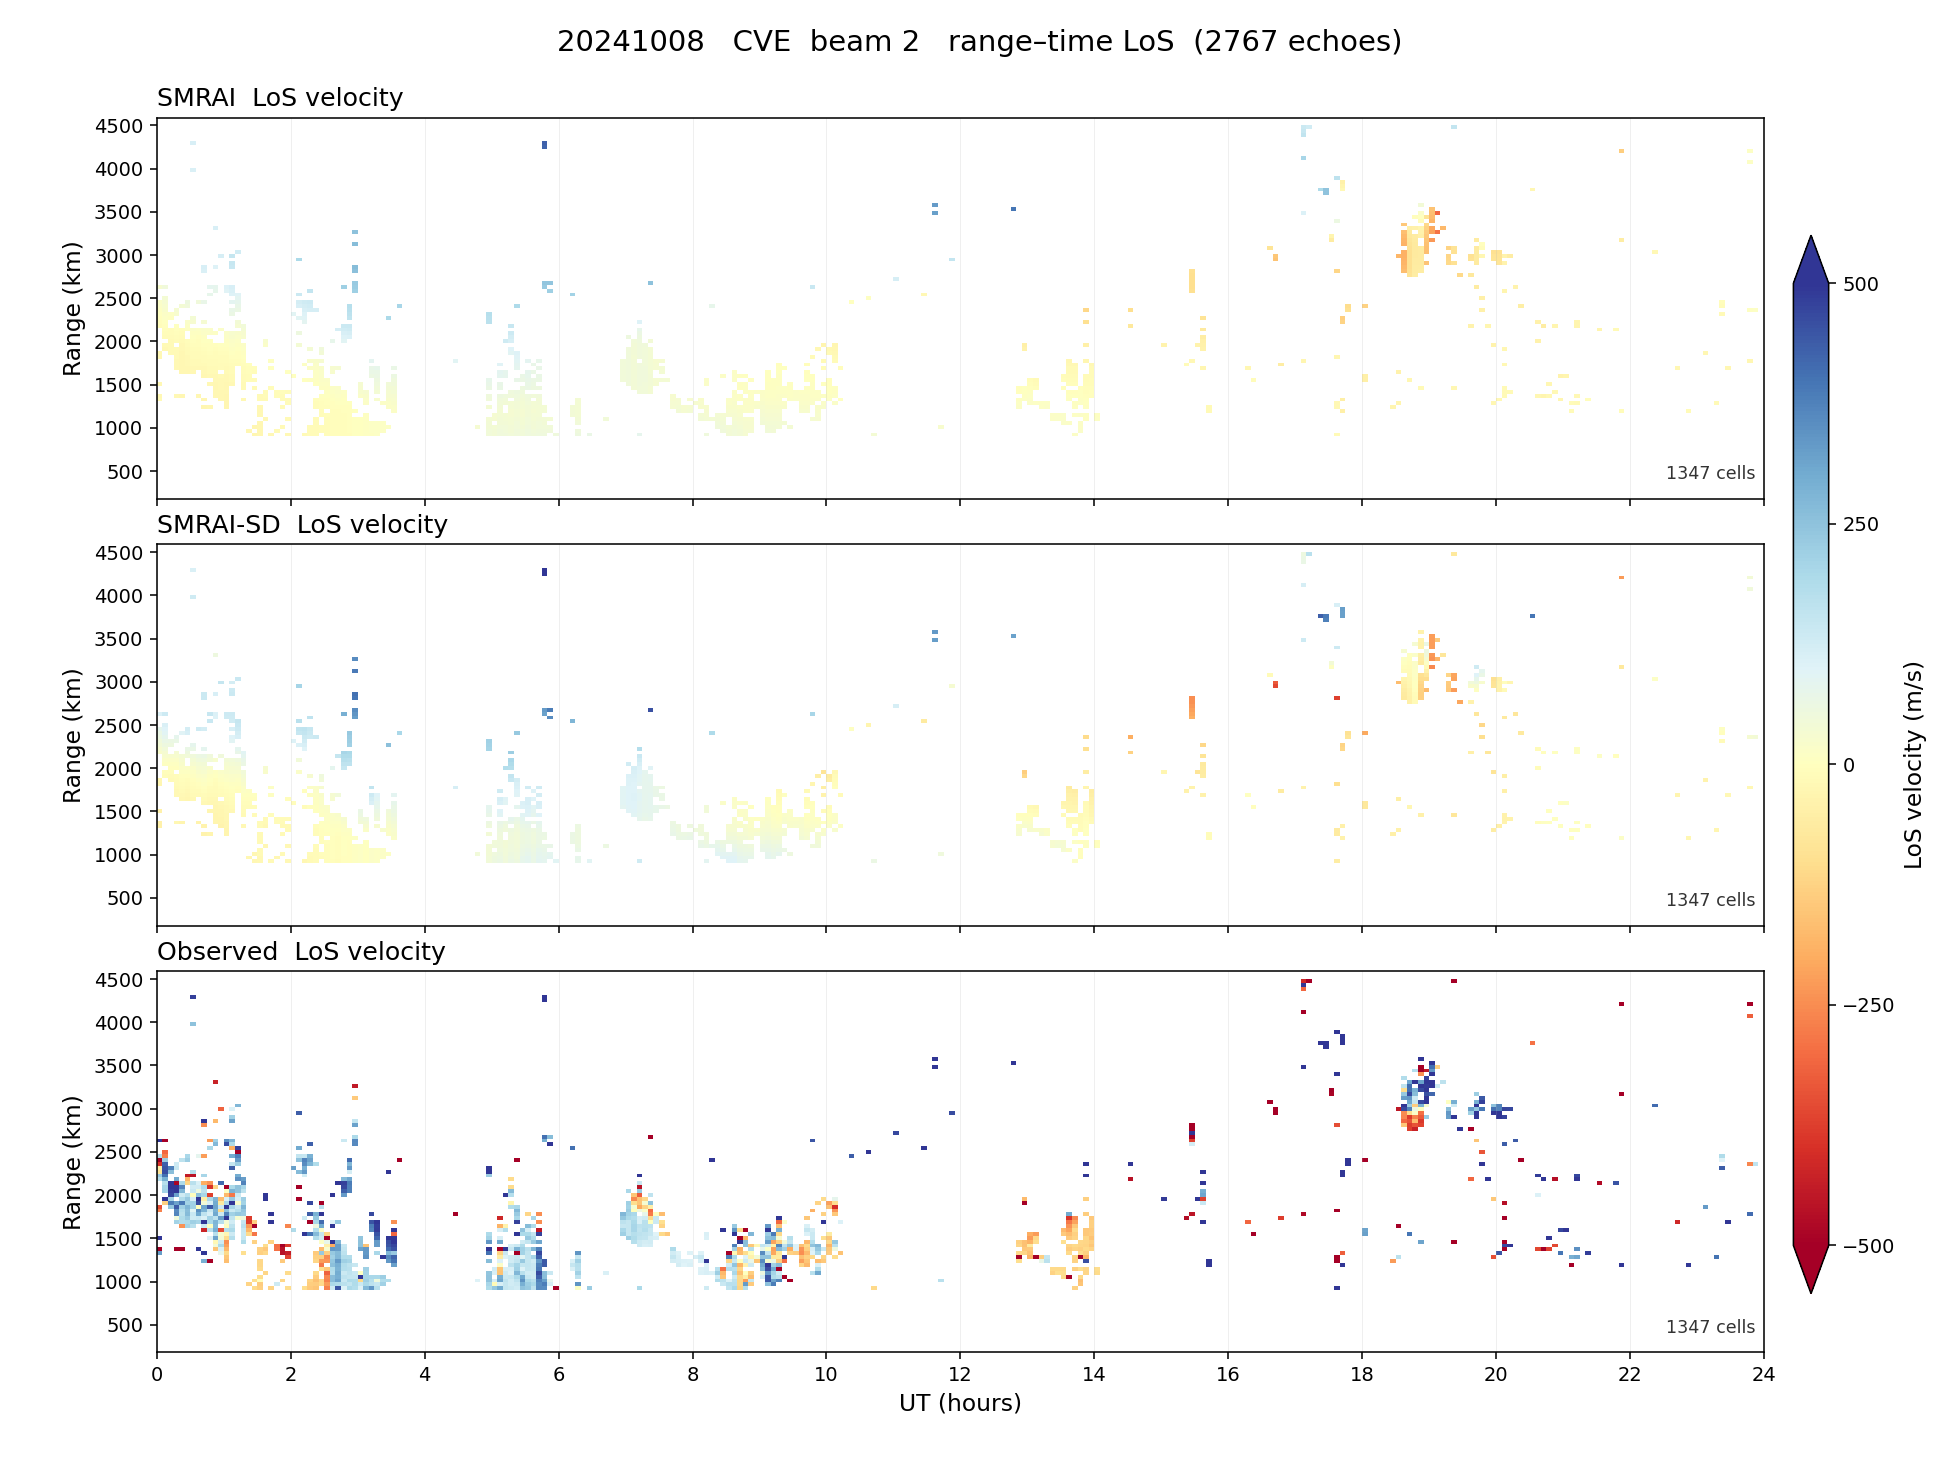 20241008   CVE  beam 2   range–time LoS  (2767 echoes)
SMRAI  LoS velocity
4500
4000
3500
3000
2500
2000
1500
1000
500
Range (km)
1347 cells
SMRAI-SD  LoS velocity
4500
4000
3500
3000
2500
2000
1500
1000
500
Range (km)
1347 cells
Observed  LoS velocity
4500
4000
3500
3000
2500
2000
1500
1000
500
Range (km)
1347 cells
0 2 4 6 8 10 12 14 16 18 20 22 24
UT (hours)
500
250
0
−250
−500
LoS velocity (m/s)